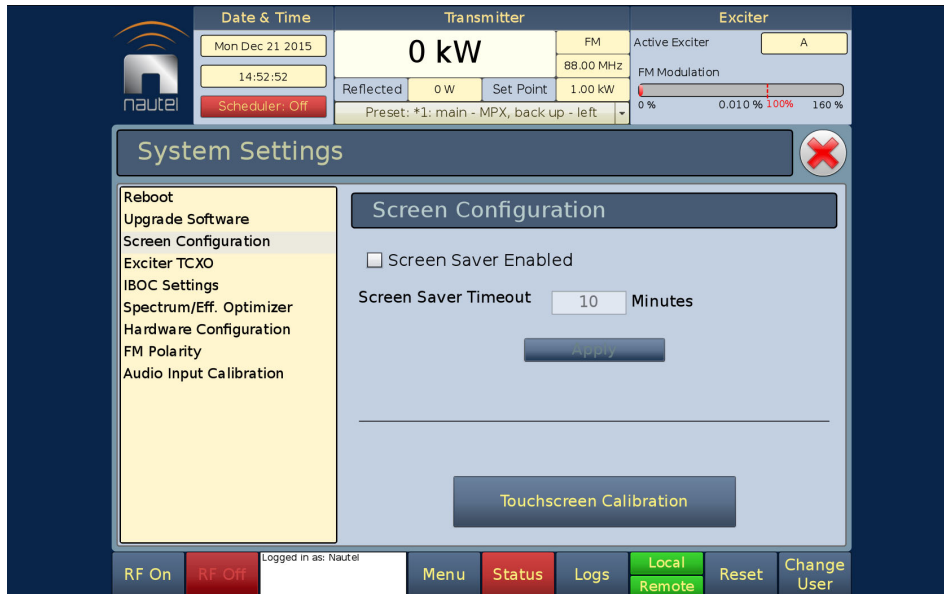 Date & Time
Transmitter
Exciter
nautel
Mon Dec 21 2015
14:52:52
Scheduler: Off
0 kW
FM
88.00 MHz
Reflected
0 W
Set Point
1.00 kW
Preset: *1: main - MPX, back up - left
Active Exciter
A
FM Modulation
0 %
0.010 %
100%
160 %
System Settings
Reboot
Upgrade Software
Screen Configuration
Exciter TCXO
IBOC Settings
Spectrum/Eff. Optimizer
Hardware Configuration
FM Polarity
Audio Input Calibration
Screen Configuration
Screen Saver Enabled
Screen Saver Timeout
10
Minutes
Apply
Touchscreen Calibration
RF On
RF Off
Logged in as: Nautel
Menu
Status
Logs
Local
Remote
Reset
Change
User